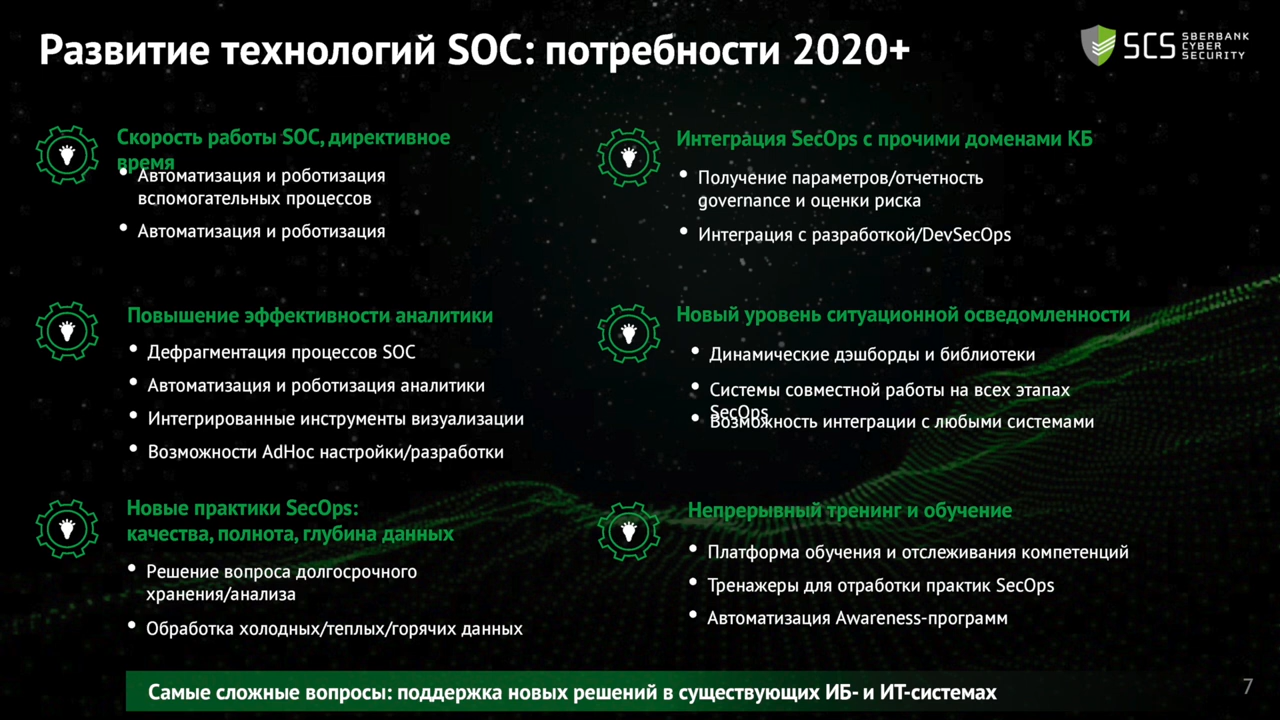 Развитие технологий SOC: потребности 2020+
SCS SBERBANK
CYBER
SECURITY
Скорость работы SOC, директивное
время
• Автоматизация и роботизация
вспомогательных процессов
• Автоматизация и роботизация
Интеграция SecOps с прочими доменами КБ
• Получение параметров/отчетность
governance и оценки риска
• Интеграция с разработкой/DevSecOps
Повышение эффективности аналитики
• Дефрагментация процессов SOC
• Автоматизация и роботизация аналитики
• Интегрированные инструменты визуализации
• Возможности AdHoc настройки/разработки
Новый уровень ситуационной осведомленности
• Динамические дэшборды и библиотеки
• Системы совместной работы на всех этапах
SecOps
• Возможность интеграции с любыми системами
Новые практики SecOps:
качества, полнота, глубина данных
• Решение вопроса долгосрочного
хранения/анализа
• Обработка холодных/теплых/горячих данных
Непрерывный тренинг и обучение
• Платформа обучения и отслеживания компетенций
• Тренажеры для отработки практик SecOps
• Автоматизация Awareness-программ
Самые сложные вопросы: поддержка новых решений в существующих ИБ- и ИТ-системах
7